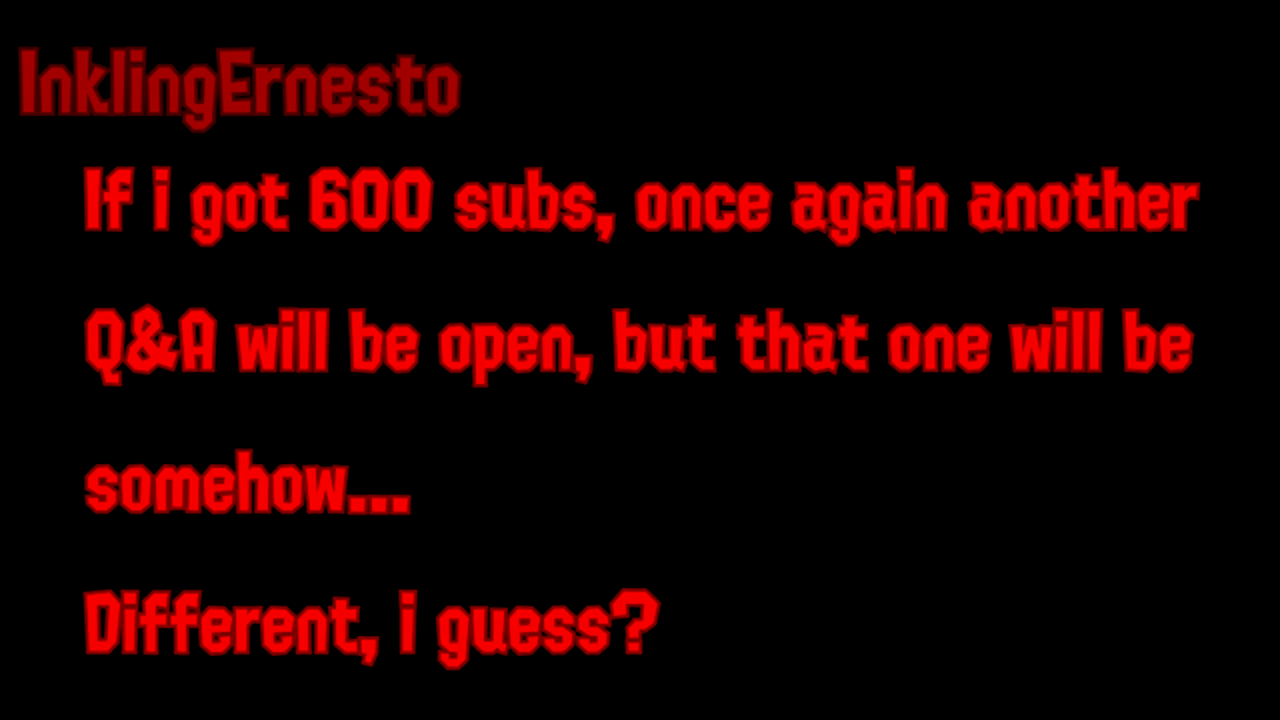 InklingErnesto
If i got 600 subs, once again another
Q&A will be open, but that one will be
somehow...
Different, i guess?